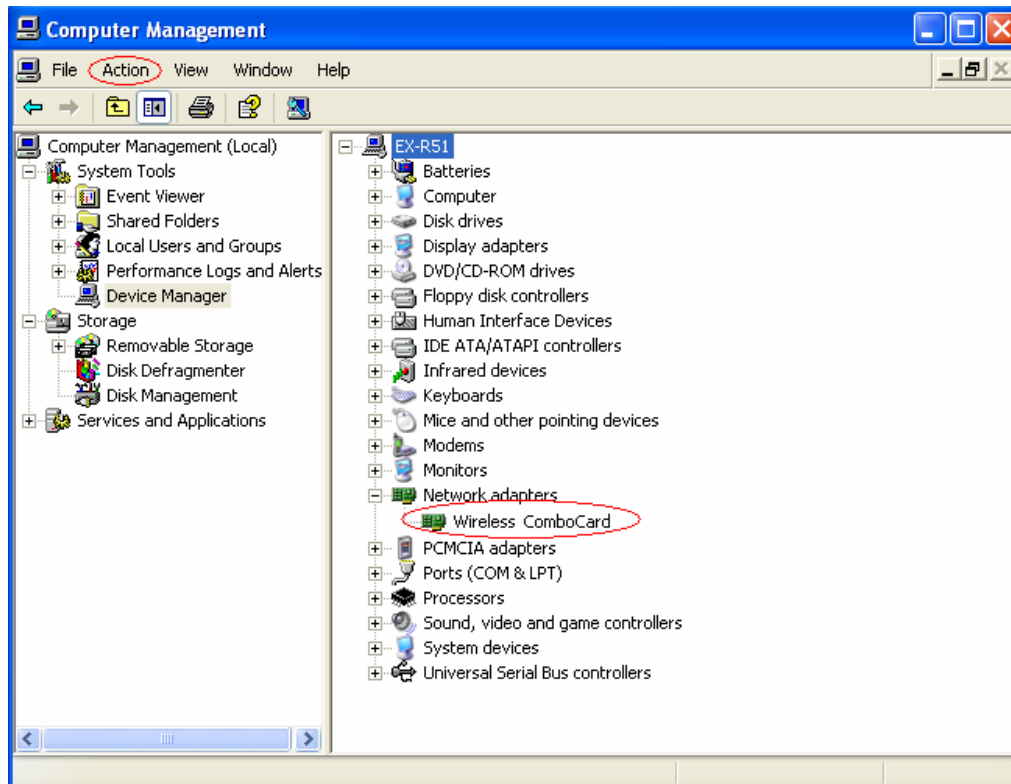 Computer Management
File Action View Window Help
Computer Management (Local)
System Tools
Event Viewer
Shared Folders
Local Users and Groups
Performance Logs and Alerts
Device Manager
Storage
Removable Storage
Disk Defragmenter
Disk Management
Services and Applications
EX-R51
Batteries
Computer
Disk drives
Display adapters
DVD/CD-ROM drives
Floppy disk controllers
Human Interface Devices
IDE ATA/ATAPI controllers
Infrared devices
Keyboards
Mice and other pointing devices
Modems
Monitors
Network adapters
Wireless ComboCard
PCMCIA adapters
Ports (COM & LPT)
Processors
Sound, video and game controllers
System devices
Universal Serial Bus controllers